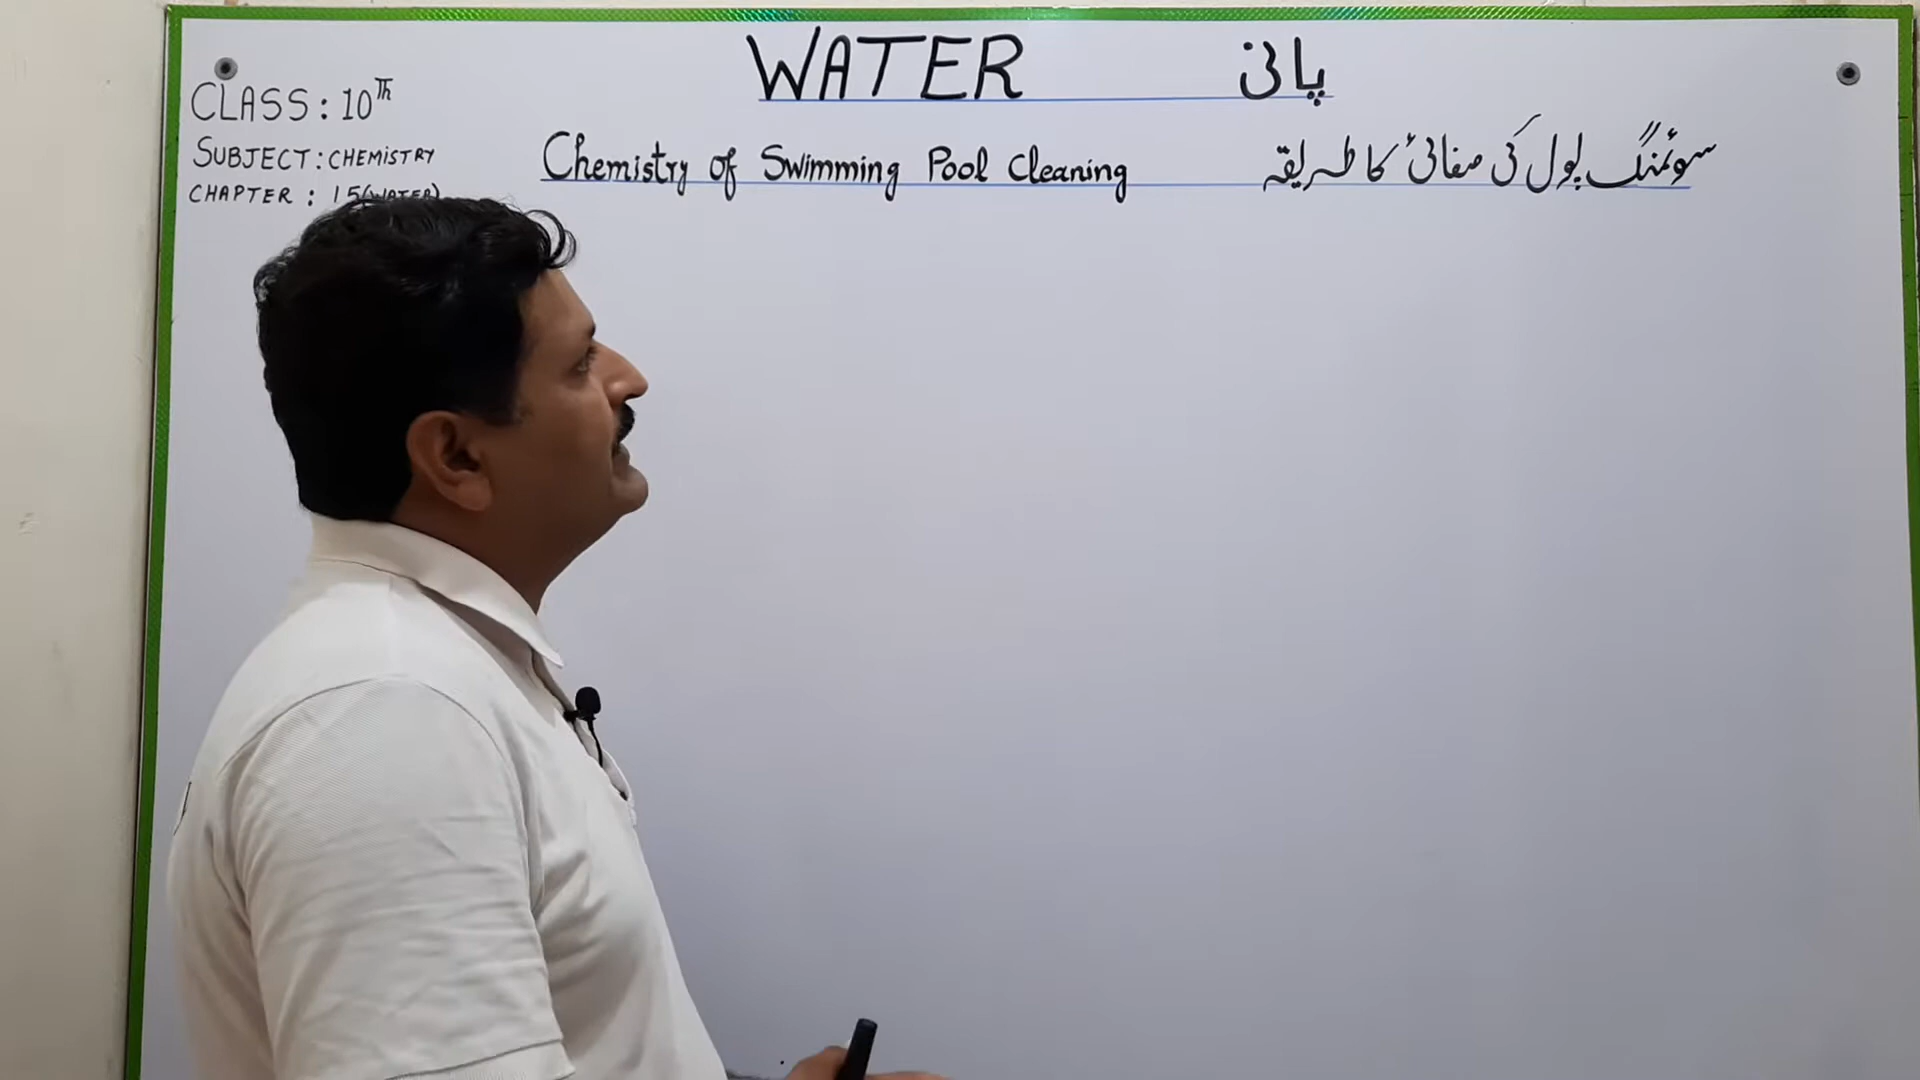 WATER پانی
CLASS: 10Th
SUBJECT: CHEMISTRY
CHAPTER: 15(WATER)
Chemistry of Swimming Pool Cleaning سوئمنگ پول کی صفائی کا طریقہ